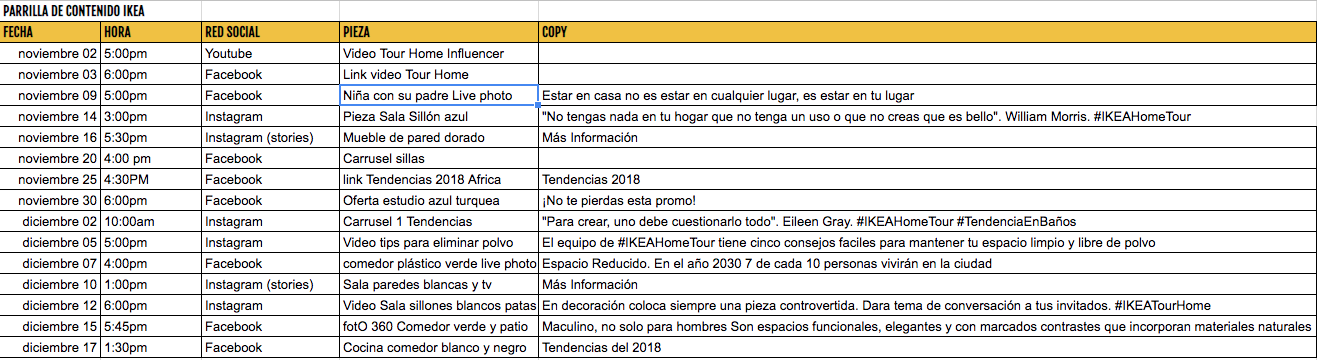 PARRILLA DE CONTENIDO IKEA
FECHA HORA RED SOCIAL PIEZA COPY
noviembre 02 5:00pm Youtube Video Tour Home Influencer
noviembre 03 6:00pm Facebook Link video Tour Home
noviembre 09 5:00pm Facebook Niña con su padre Live photo Estar en casa no es estar en cualquier lugar, es estar en tu lugar
noviembre 14 3:00pm Instagram Pieza Sala Sillón azul "No tengas nada en tu hogar que no tenga un uso o que no creas que es bello". William Morris. #IKEAHomeTour
noviembre 16 5:30pm Instagram (stories) Mueble de pared dorado Más Información
noviembre 20 4:00 pm Facebook Carrusel sillas
noviembre 25 4:30PM Facebook link Tendencias 2018 Africa Tendencias 2018
noviembre 30 6:00pm Facebook Oferta estudio azul turquea ¡No te pierdas esta promo!
diciembre 02 10:00am Instagram Carrusel 1 Tendencias "Para crear, uno debe cuestionarlo todo". Eileen Gray. #IKEAHomeTour #TendenciaEnBaños
diciembre 05 5:00pm Instagram Video tips para eliminar polvo El equipo de #IKEAHomeTour tiene cinco consejos faciles para mantener tu espacio limpio y libre de polvo
diciembre 07 4:00pm Facebook comedor plástico verde live photo Espacio Reducido. En el año 2030 7 de cada 10 personas vivirán en la ciudad
diciembre 10 1:00pm Instagram (stories) Sala paredes blancas y tv Más Información
diciembre 12 6:00pm Instagram Video Sala sillones blancos patas En decoración coloca siempre una pieza controvertida. Dara tema de conversación a tus invitados. #IKEATourHome
diciembre 15 5:45pm Facebook fotO 360 Comedor verde y patio Maculino, no solo para hombres Son espacios funcionales, elegantes y con marcados contrastes que incorporan materiales naturales
diciembre 17 1:30pm Facebook Cocina comedor blanco y negro Tendencias del 2018